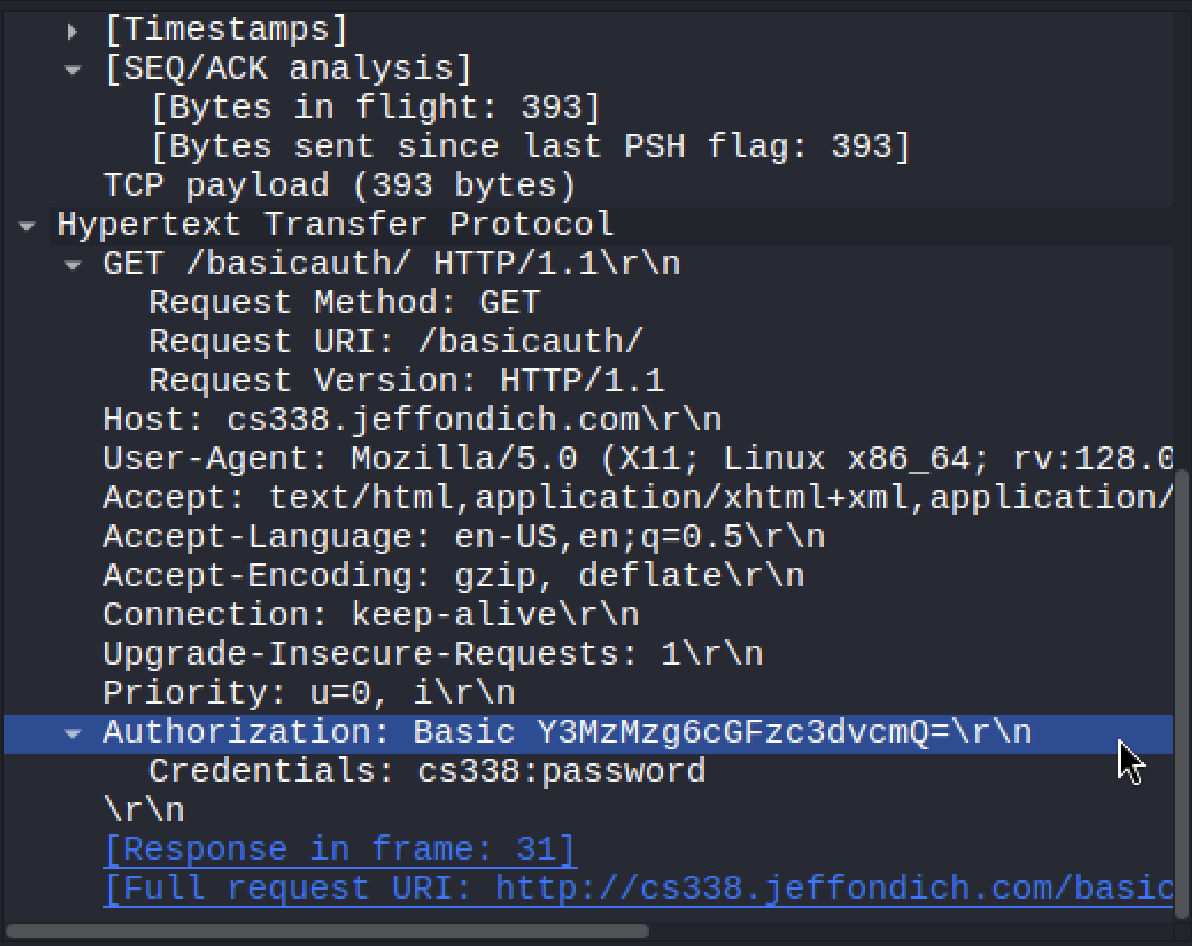 [Timestamps]
[SEQ/ACK analysis]
[Bytes in flight: 393]
[Bytes sent since last PSH flag: 393]
TCP payload (393 bytes)
Hypertext Transfer Protocol
GET /basicauth/ HTTP/1.1\r\n
Request Method: GET
Request URI: /basicauth/
Request Version: HTTP/1.1
Host: cs338.jeffondich.com\r\n
User-Agent: Mozilla/5.0 (X11; Linux x86_64; rv:128.0
Accept: text/html,application/xhtml+xml,application/
Accept-Language: en-US,en;q=0.5\r\n
Accept-Encoding: gzip, deflate\r\n
Connection: keep-alive\r\n
Upgrade-Insecure-Requests: 1\r\n
Priority: u=0, i\r\n
Authorization: Basic Y3MzMzg6cGFzc3dvcmQ=\r\n
Credentials: cs338:password
\r\n
[Response in frame: 31]
[Full request URI: http://cs338.jeffondich.com/basic